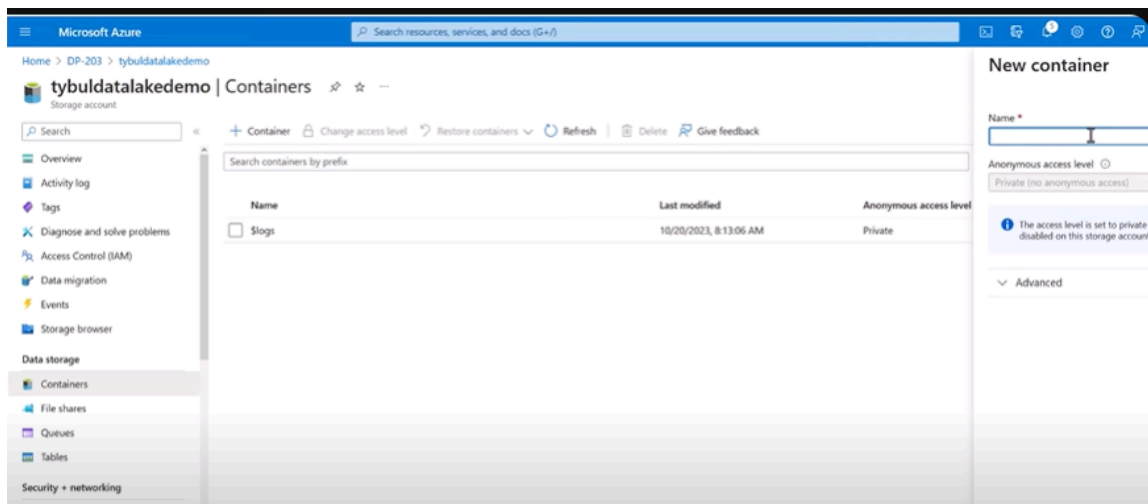 Microsoft Azure
Search resources, services, and docs (G+/)
5
Home > DP-203 > tybuldatalakedemo
tybuldatalakedemo | Containers
Storage account
Search
Overview
Activity log
Tags
Diagnose and solve problems
Access Control (IAM)
Data migration
Events
Storage browser
Data storage
Containers
File shares
Queues
Tables
Security + networking
+ Container Change access level Restore containers Refresh Delete Give feedback
Search containers by prefix
Name Last modified Anonymous access level
$logs 10/20/2023, 8:13:06 AM Private
New container
Name *
Anonymous access level
Private (no anonymous access)
The access level is set to private
disabled on this storage account
Advanced